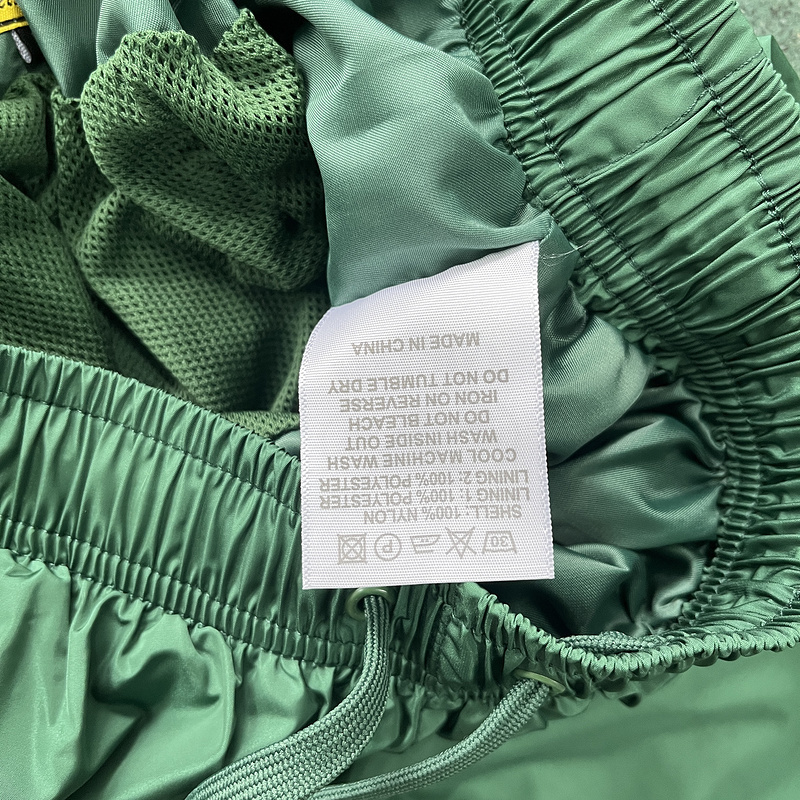 30 P
SHELL: 100% NYLON
LINING 1: 100% POLYESTER
LINING 2: 100% POLYESTER
COOL MACHINE WASH
WASH INSIDE OUT
DO NOT BLEACH
IRON ON REVERSE
DO NOT TUMBLE DRY
MADE IN CHINA